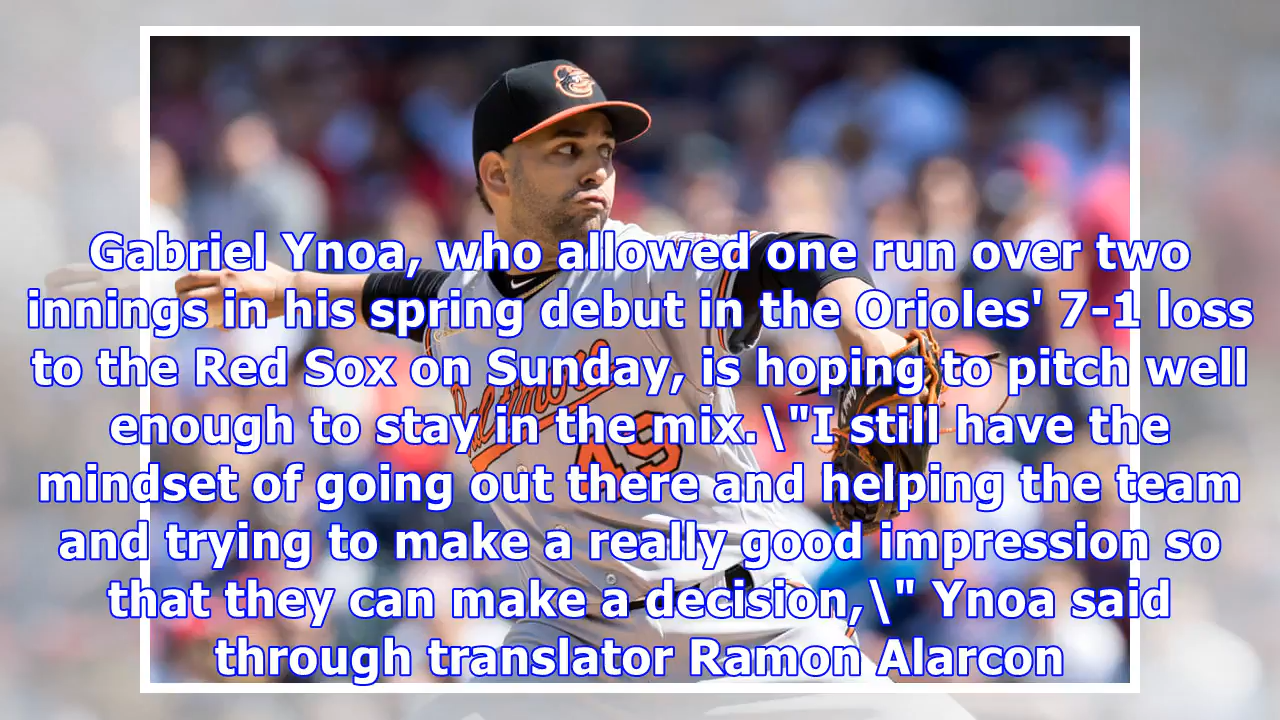 Gabriel Ynoa, who allowed one run over two
innings in his spring debut in the Orioles' 7-1 loss
to the Red Sox on Sunday, is hoping to pitch well
enough to stay in the mix.\"I still have the
mindset of going out there and helping the team
and trying to make a really good impression so
that they can make a decision,\" Ynoa said
through translator Ramon Alarcon
Baltimore
49